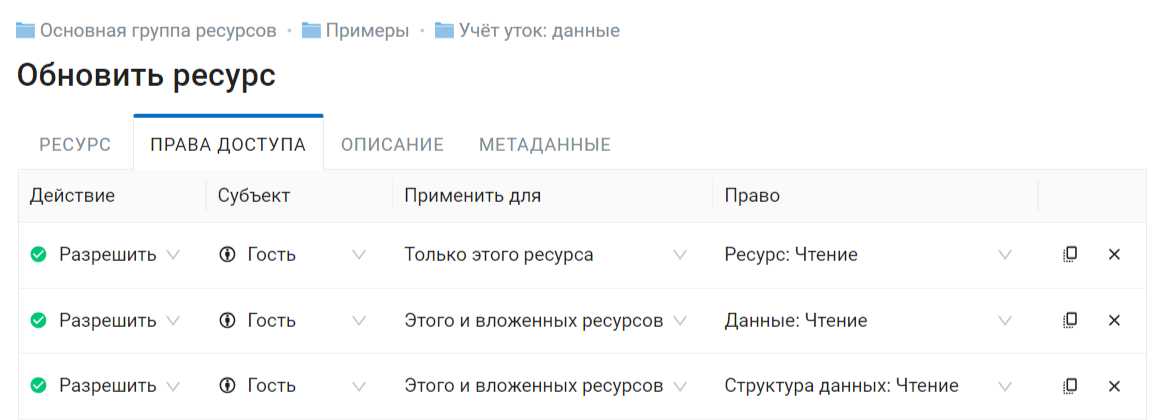 Основная группа ресурсов • Примеры • Учёт уток: данные
Обновить ресурс
РЕСУРС ПРАВА ДОСТУПА ОПИСАНИЕ МЕТАДАННЫЕ
Действие Субъект Применить для Право
Разрешить Гость Только этого ресурса Ресурс: Чтение
Разрешить Гость Этого и вложенных ресурсов Данные: Чтение
Разрешить Гость Этого и вложенных ресурсов Структура данных: Чтение